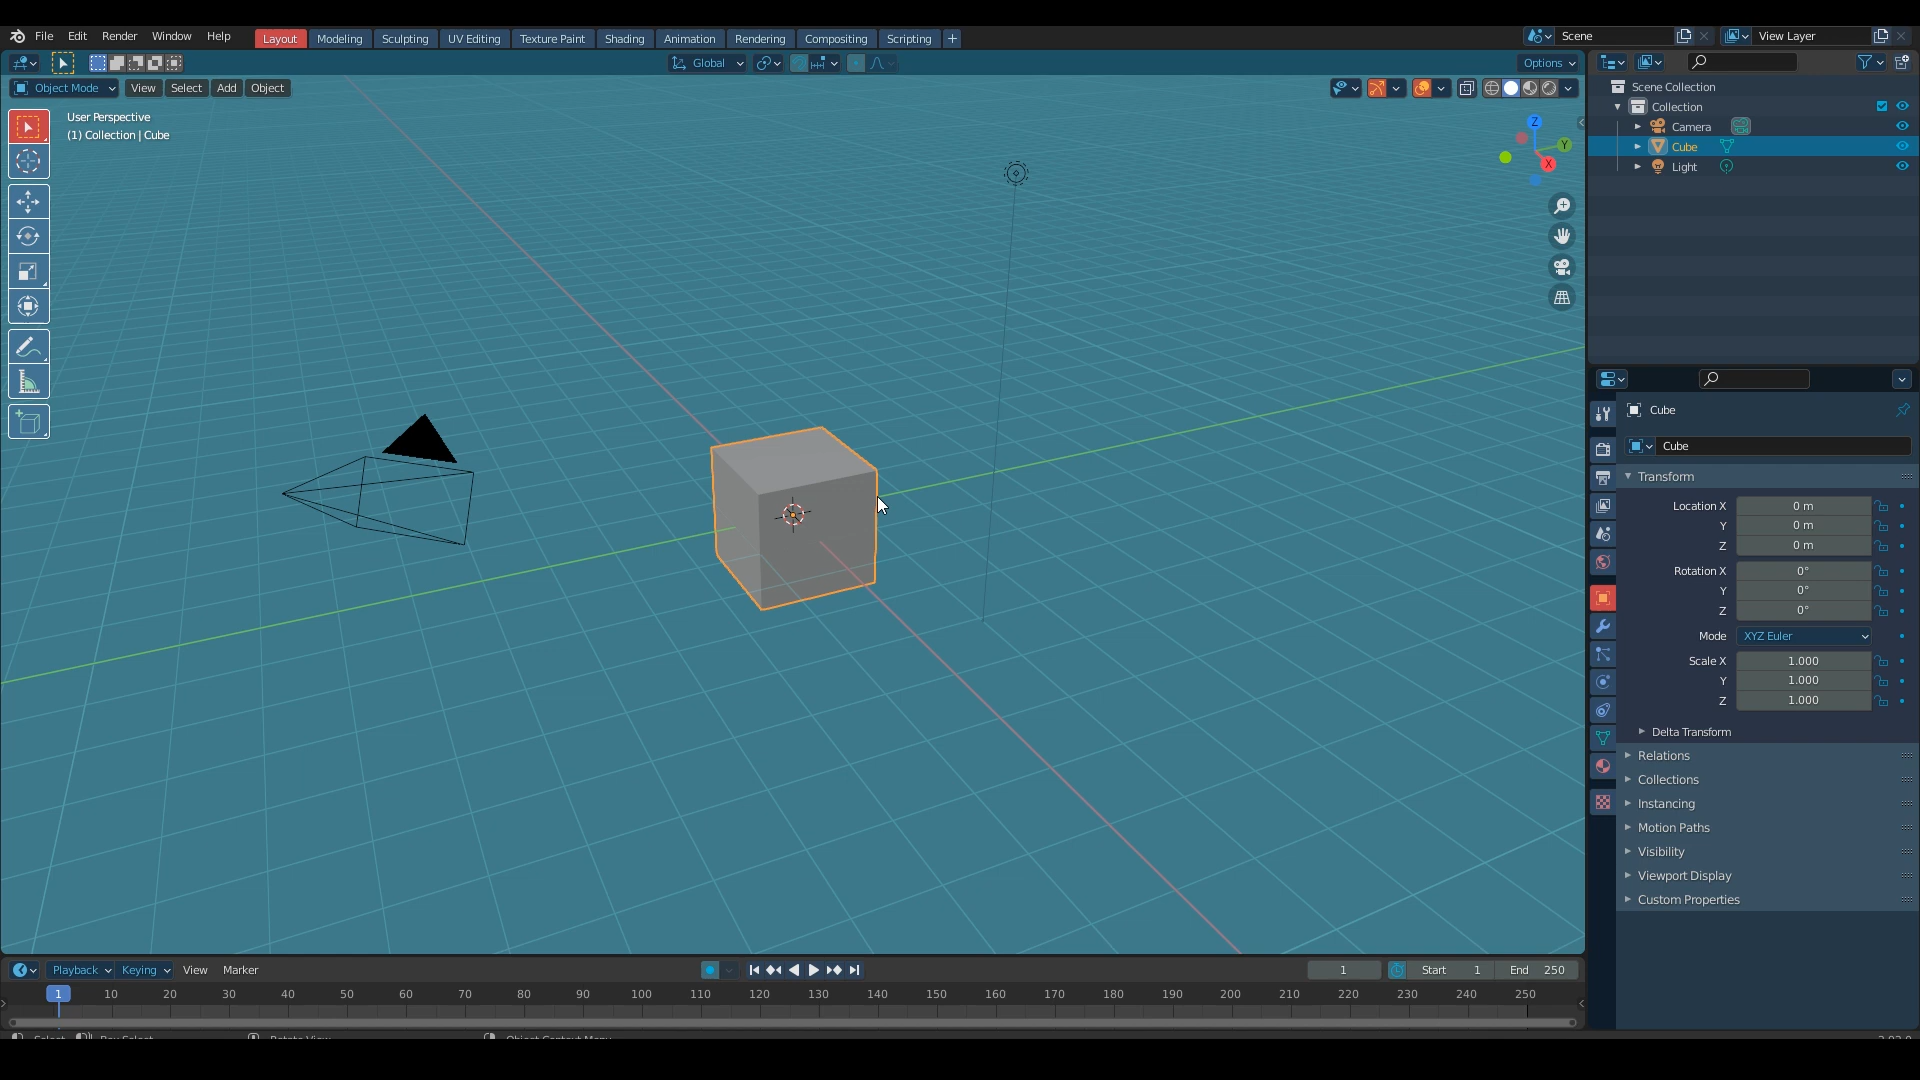 File Edit Render Window Help Layout Modeling Sculpting UV Editing Texture Paint Shading Animation Rendering Compositing Scripting + Scene View Layer
Global Options
Object Mode View Select Add Object
User Perspective
(1) Collection | Cube
Z
Y
X
Scene Collection
Collection
Camera
Cube
Light
Cube
Cube
Transform
Location X 0 m
Y 0 m
Z 0 m
Rotation X 0°
Y 0°
Z 0°
Mode XYZ Euler
Scale X 1.000
Y 1.000
Z 1.000
Delta Transform
Relations
Collections
Instancing
Motion Paths
Visibility
Viewport Display
Custom Properties
Playback Keying View Marker 1 Start 1 End 250
1 10 20 30 40 50 60 70 80 90 100 110 120 130 140 150 160 170 180 190 200 210 220 230 240 250